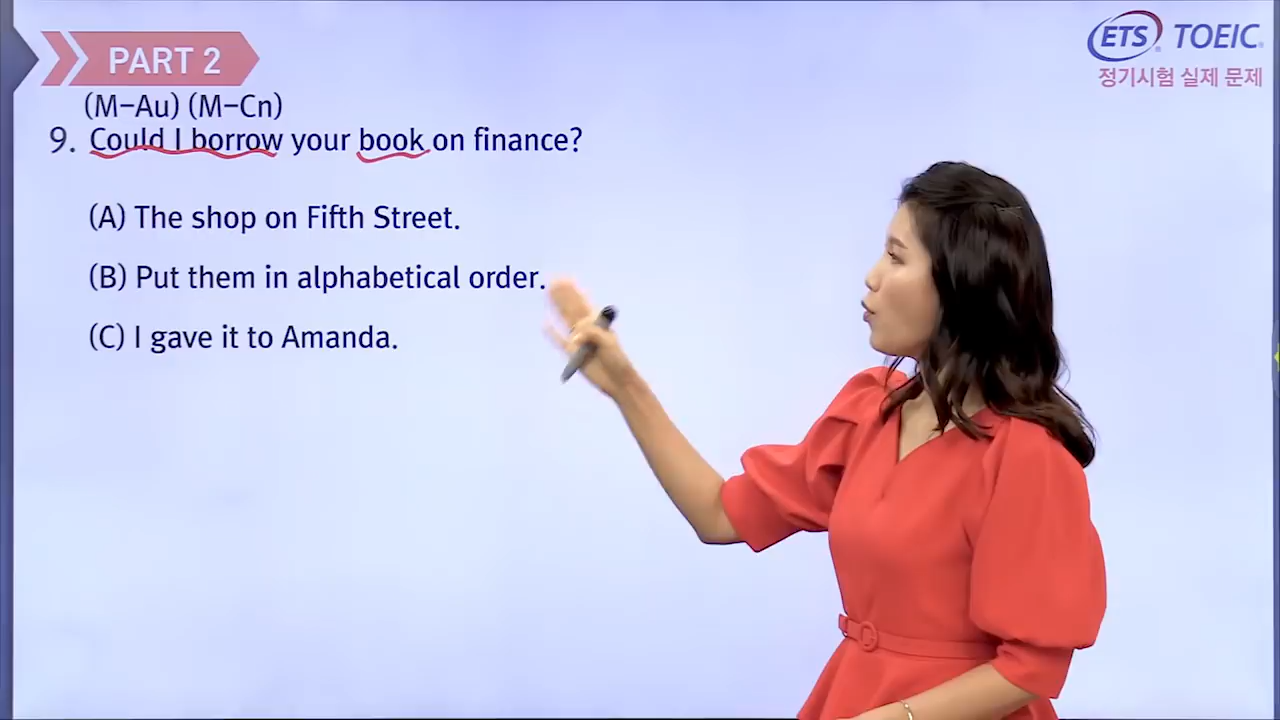 PART 2
ETS TOEIC
정기시험 실제 문제
(M-Au) (M-Cn)
9. Could I borrow your book on finance?
(A) The shop on Fifth Street.
(B) Put them in alphabetical order.
(C) I gave it to Amanda.